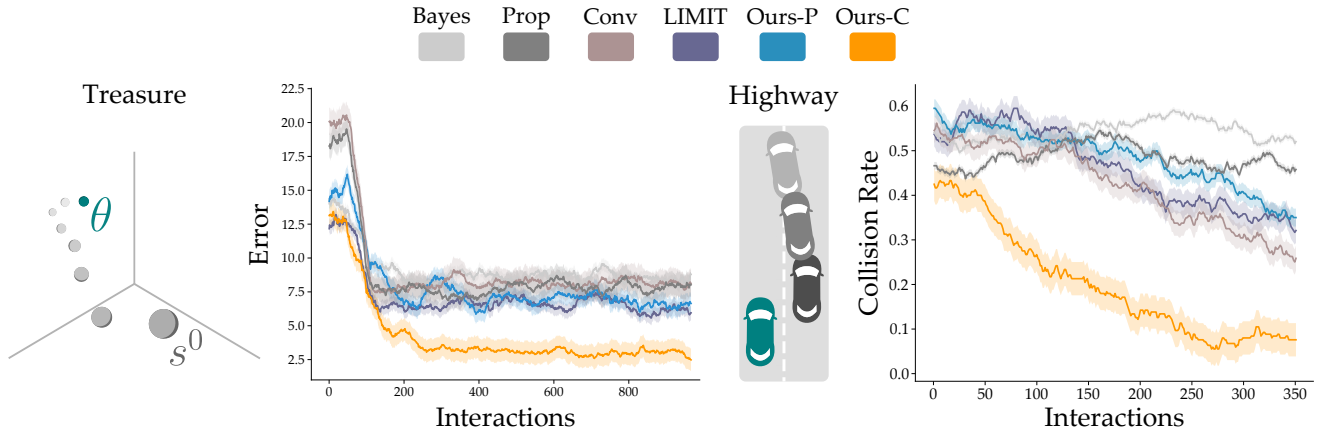 Bayes Prop Conv LIMIT Ours-P Ours-C
Treasure
θ
s⁰
Error
22.5
20.0
17.5
15.0
12.5
10.0
7.5
5.0
2.5
0 200 400 600 800
Interactions
Highway
Collision Rate
0.6
0.5
0.4
0.3
0.2
0.1
0.0
0 50 100 150 200 250 300 350
Interactions